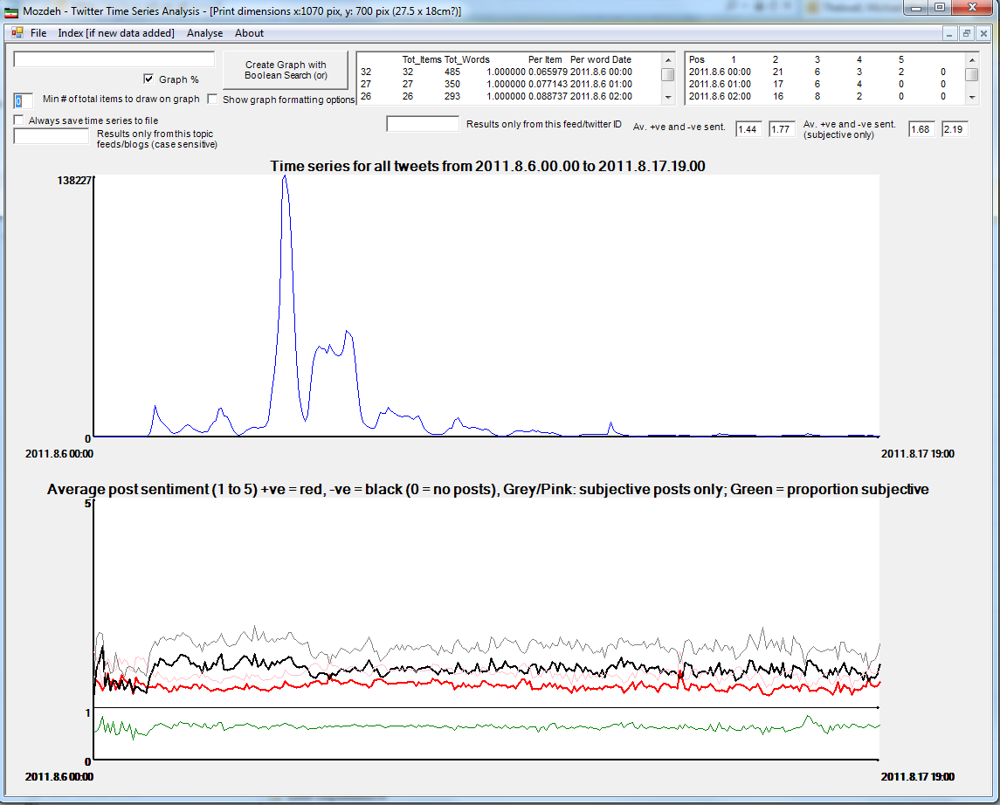 Mozdeh - Twitter Time Series Analysis - [Print dimensions x:1070 pix, y: 700 pix (27.5 x 18cm?)]
File Index [if new data added] Analyse About
Graph %
Create Graph with
Boolean Search (or)
0 Min # of total items to draw on graph
Show graph formatting options
Always save time series to file
Results only from this topic
feeds/blogs (case sensitive)
Tot_Items Tot_Words Per Item Per word Date
32 32 485 1.000000 0.065979 2011.8.6 00:00
27 27 350 1.000000 0.077143 2011.8.6 01:00
26 26 293 1.000000 0.088737 2011.8.6 02:00
Pos 1 2 3 4 5
2011.8.6 00:00 21 6 3 2 0
2011.8.6 01:00 17 6 4 0 0
2011.8.6 02:00 16 8 2 0 0
Results only from this feed/twitter ID
Av. +ve and -ve sent. 1.44 1.77
Av. +ve and -ve sent.
(subjective only) 1.68 2.19
Time series for all tweets from 2011.8.6.00.00 to 2011.8.17.19.00
138227
0
2011.8.6 00:00 2011.8.17 19:00
Average post sentiment (1 to 5) +ve = red, -ve = black (0 = no posts), Grey/Pink: subjective posts only; Green = proportion subjective
5
1
0
2011.8.6 00:00 2011.8.17 19:00